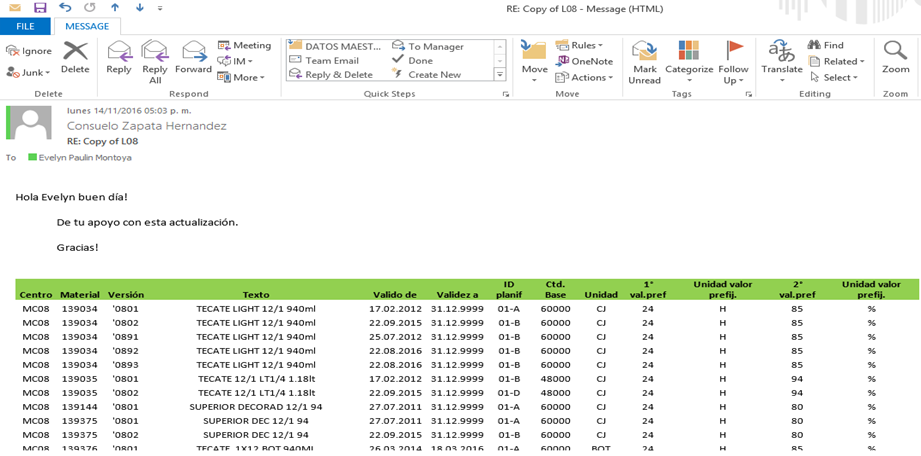 RE: Copy of L08 - Message (HTML)
FILE MESSAGE
Ignore
Junk
Delete
Reply
Reply All
Forward
Meeting
IM
More
DATOS MAEST...
Team Email
Reply & Delete
To Manager
Done
Create New
Move
Rules
OneNote
Actions
Mark Unread
Categorize
Follow Up
Translate
Find
Related
Select
Zoom
Delete Respond Quick Steps Move Tags Editing Zoom
lunes 14/11/2016 05:03 p. m.
Consuelo Zapata Hernandez
RE: Copy of L08
To Evelyn Paulin Montoya
Hola Evelyn buen día!
De tu apoyo con esta actualización.
Gracias!
Centro Material Versión Texto Valido de Validez a ID planif Ctd. Base Unidad 1° val.pref Unidad valor prefij. 2° val.pref Unidad valor prefij.
MC08 139034 '0801 TECATE LIGHT 12/1 940ml 17.02.2012 31.12.9999 01-A 60000 CJ 24 H 85 %
MC08 139034 '0802 TECATE LIGHT 12/1 940ml 22.09.2015 31.12.9999 01-B 60000 CJ 24 H 85 %
MC08 139034 '0891 TECATE LIGHT 12/1 940ml 25.07.2012 31.12.9999 01-B 60000 CJ 24 H 85 %
MC08 139034 '0892 TECATE LIGHT 12/1 940ml 22.08.2016 31.12.9999 01-B 60000 CJ 24 H 85 %
MC08 139034 '0893 TECATE LIGHT 12/1 940ml 22.08.2016 31.12.9999 01-B 60000 CJ 24 H 85 %
MC08 139035 '0801 TECATE 12/1 LT1/4 1.18lt 17.02.2012 31.12.9999 01-B 48000 CJ 24 H 94 %
MC08 139035 '0802 TECATE 12/1 LT1/4 1.18lt 22.09.2015 31.12.9999 01-D 48000 CJ 24 H 94 %
MC08 139144 '0801 SUPERIOR DECORAD 12/1 94 27.07.2011 31.12.9999 01-A 60000 CJ 24 H 80 %
MC08 139375 '0801 SUPERIOR DEC 12/1 94 27.07.2011 31.12.9999 01-A 60000 CJ 24 H 80 %
MC08 139375 '0802 SUPERIOR DEC 12/1 94 22.09.2015 31.12.9999 01-B 60000 CJ 24 H 80 %
MC08 139376 '0801 TECATE 1X12 BOT 940ML 26.03.2014 18.03.2016 01-A 60000 BOT 24 H 85 %